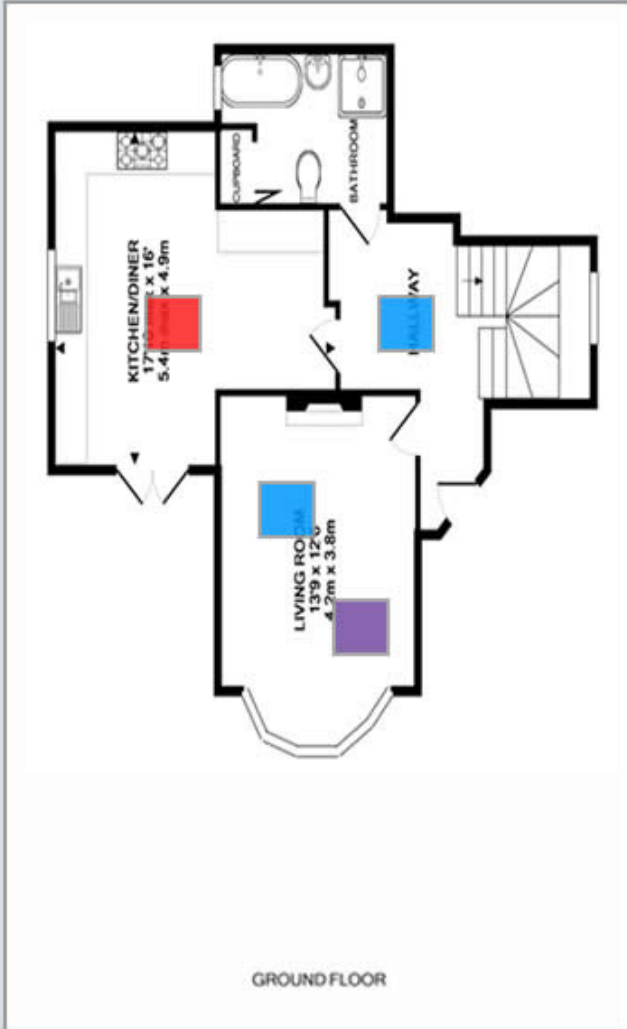 CUPBOARD
BATHROOM
KITCHEN/DINER
x 16'
5.4m max x 4.9m
HALLWAY
LIVING ROOM
13'9 x 12'6
4.2m x 3.8m
GROUND FLOOR